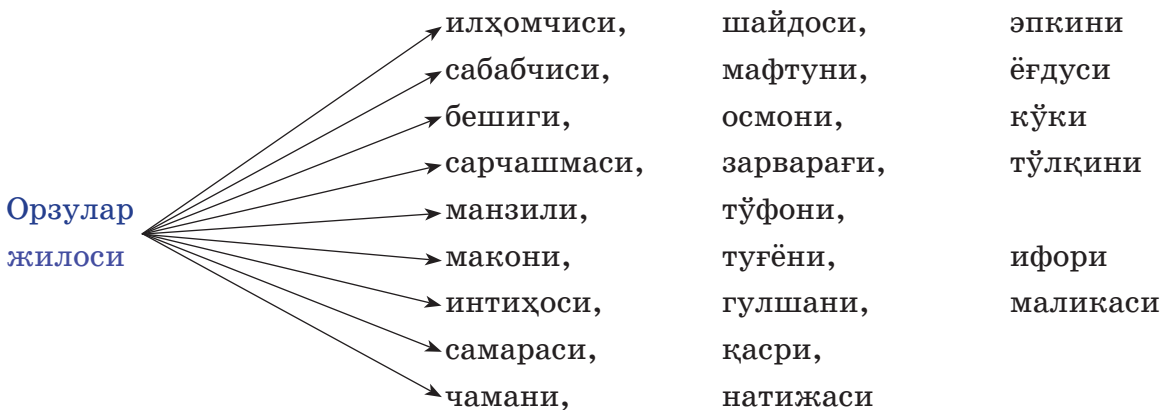 илҳомчиси, шайдоси, эпкини
сабабчиси, мафтуни, ёғдуси
бешиги, осмони, кўки
сарчашмаси, зарварағи, тўлқини
Орзулар манзили, тўфони,
жилоси макони, туғёни, ифори
интиҳоси, гулшани, маликаси
самараси, қасри,
чамани, натижаси